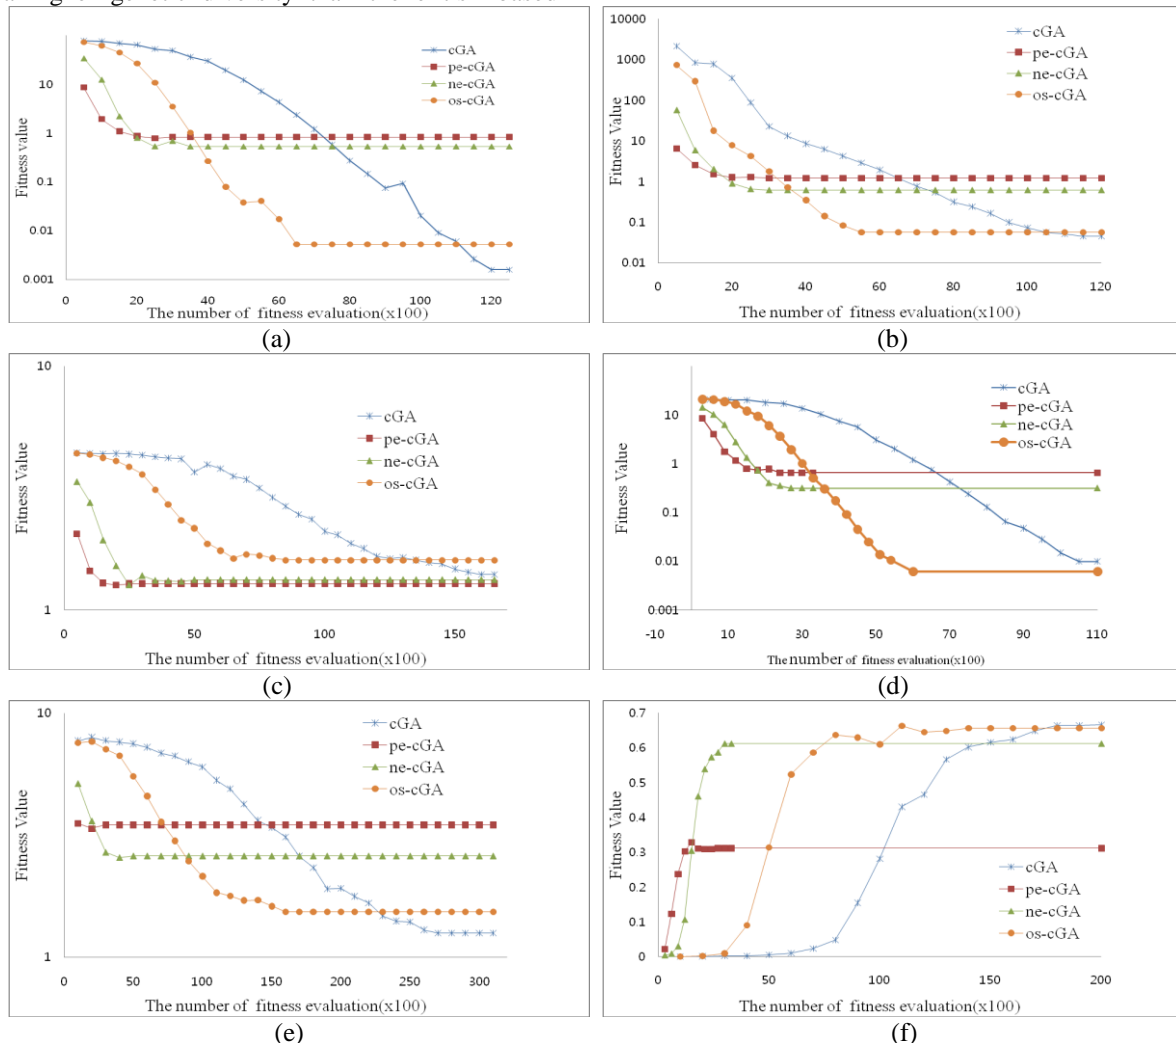 cGA
pe-cGA
ne-cGA
os-cGA
10
1
0.1
0.01
0.001
Fitness Value
0 20 40 60 80 100 120
The number of fitness evaluation(x100)
(a)
cGA
pe-cGA
ne-cGA
os-cGA
10000
1000
100
10
1
0.1
0.01
Fitness Value
0 20 40 60 80 100 120
The number of fitness evaluation(x100)
(b)
cGA
pe-cGA
ne-cGA
os-cGA
10
1
Fitness Value
0 50 100 150
The number of fitness evaluation(x100)
(c)
cGA
pe-cGA
ne-cGA
os-cGA
10
1
0.1
0.01
0.001
Fitness Value
-10 10 30 50 70 90 110
The number of fitness evaluation(x100)
(d)
cGA
pe-cGA
ne-cGA
os-cGA
10
1
Fitness Value
0 50 100 150 200 250 300
The number of fitness evaluation(x100)
(e)
0.7
0.6
0.5
0.4
0.3
0.2
0.1
0
Fitness Value
cGA
pe-cGA
ne-cGA
os-cGA
0 50 100 150 200
The number of fitness evaluation(x100)
(f)